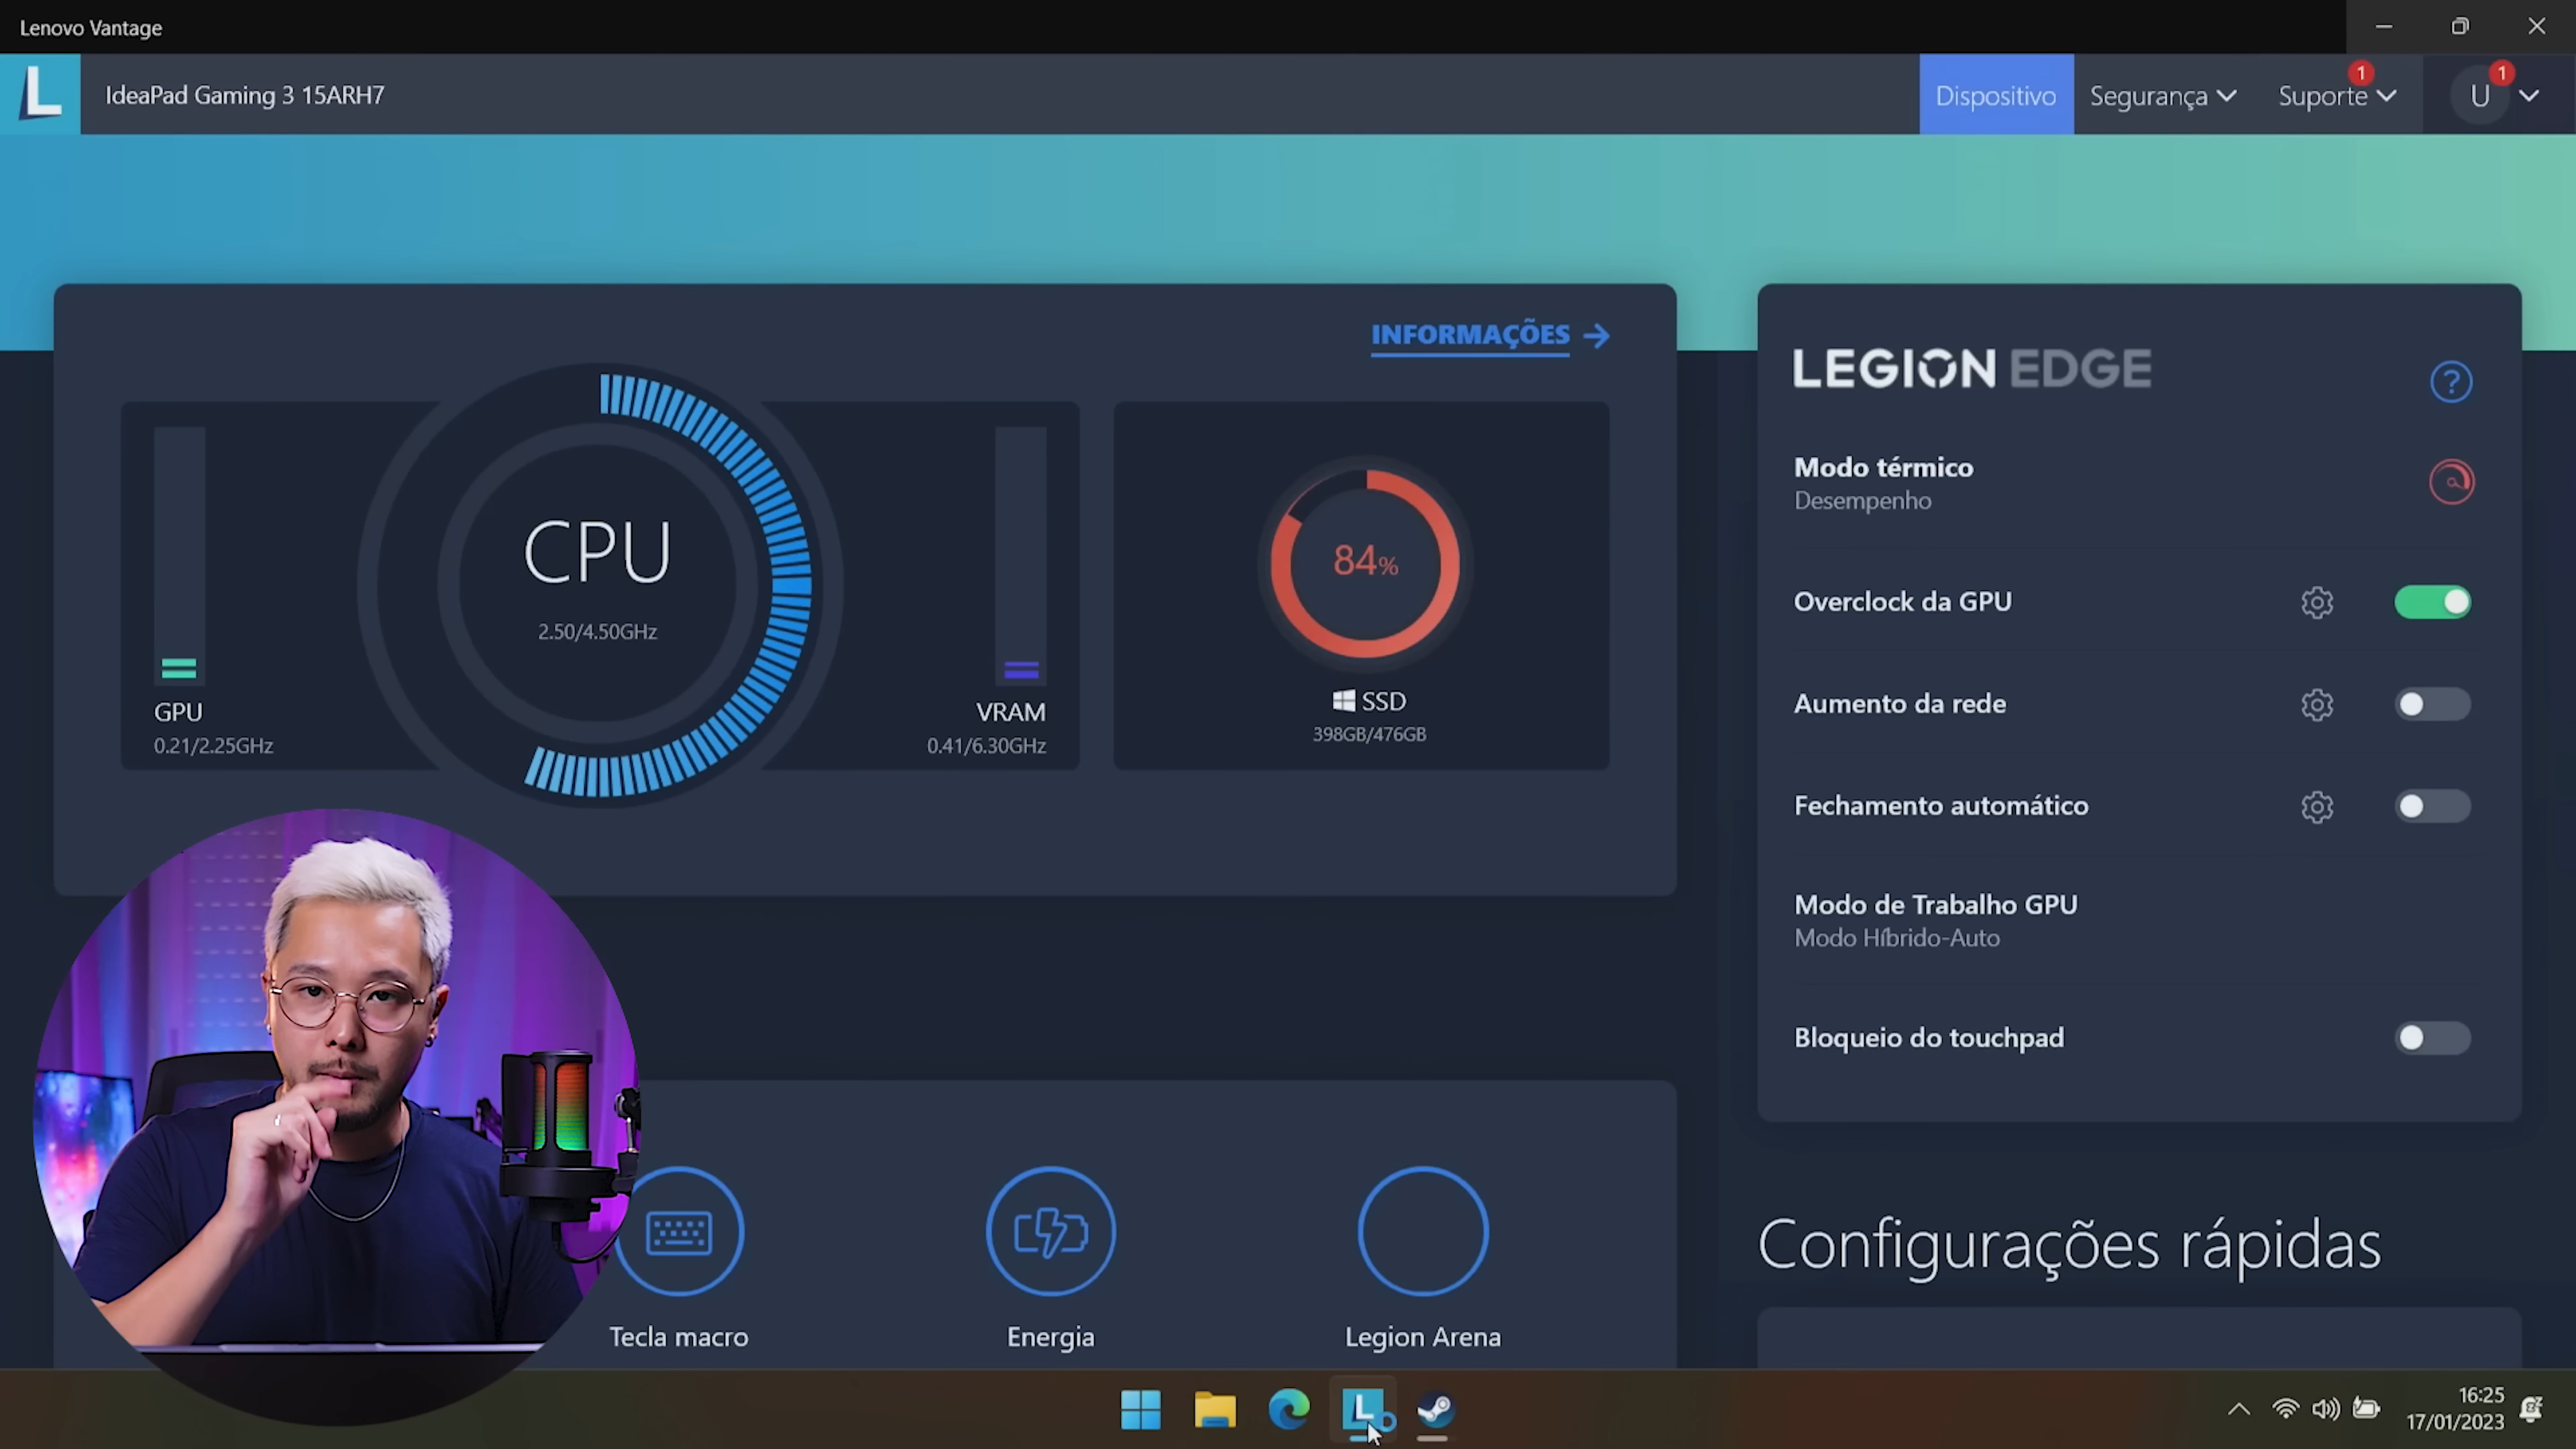 Lenovo Vantage
L
IdeaPad Gaming 3 15ARH7
Dispositivo
Segurança
Suporte
1
U
1
INFORMAÇÕES
CPU
2.50/4.50GHz
GPU
0.21/2.25GHz
VRAM
0.41/6.30GHz
84%
SSD
398GB/476GB
LEGION EDGE
?
Modo térmico
Desempenho
Overclock da GPU
Aumento da rede
Fechamento automático
Modo de Trabalho GPU
Modo Híbrido-Auto
Bloqueio do touchpad
Tecla macro
Energia
Legion Arena
Configurações rápidas
L
16:25
17/01/2023